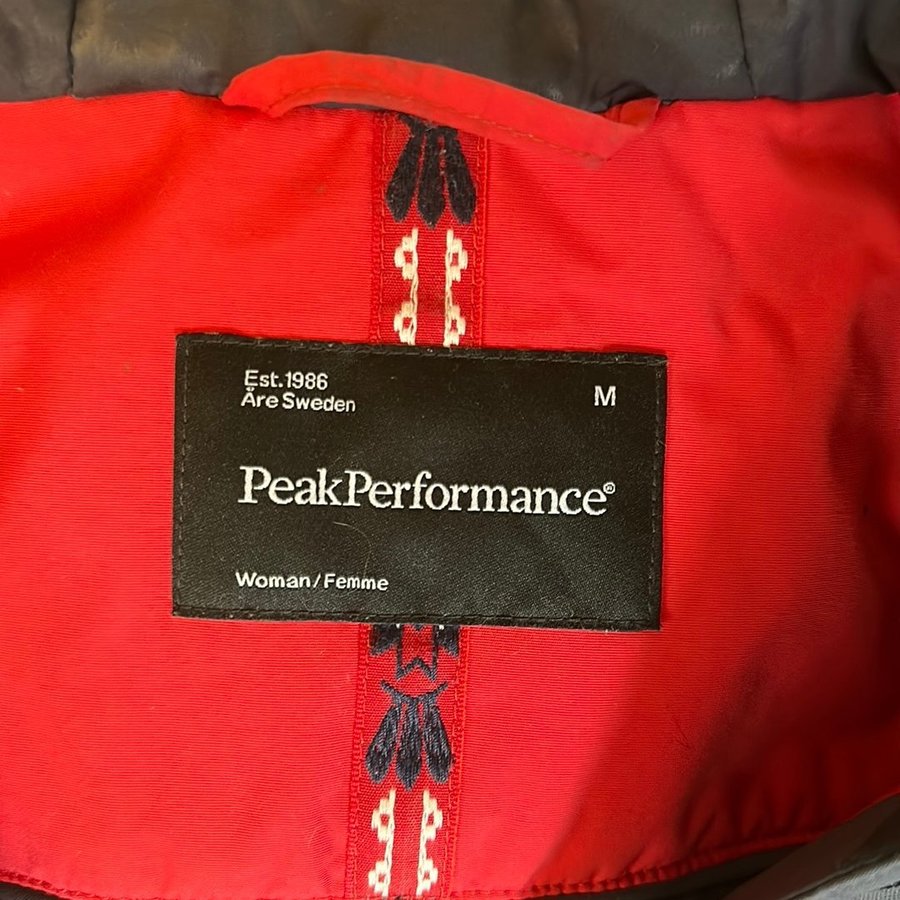 Est.1986
Åre Sweden
M
PeakPerformance®
Woman/Femme